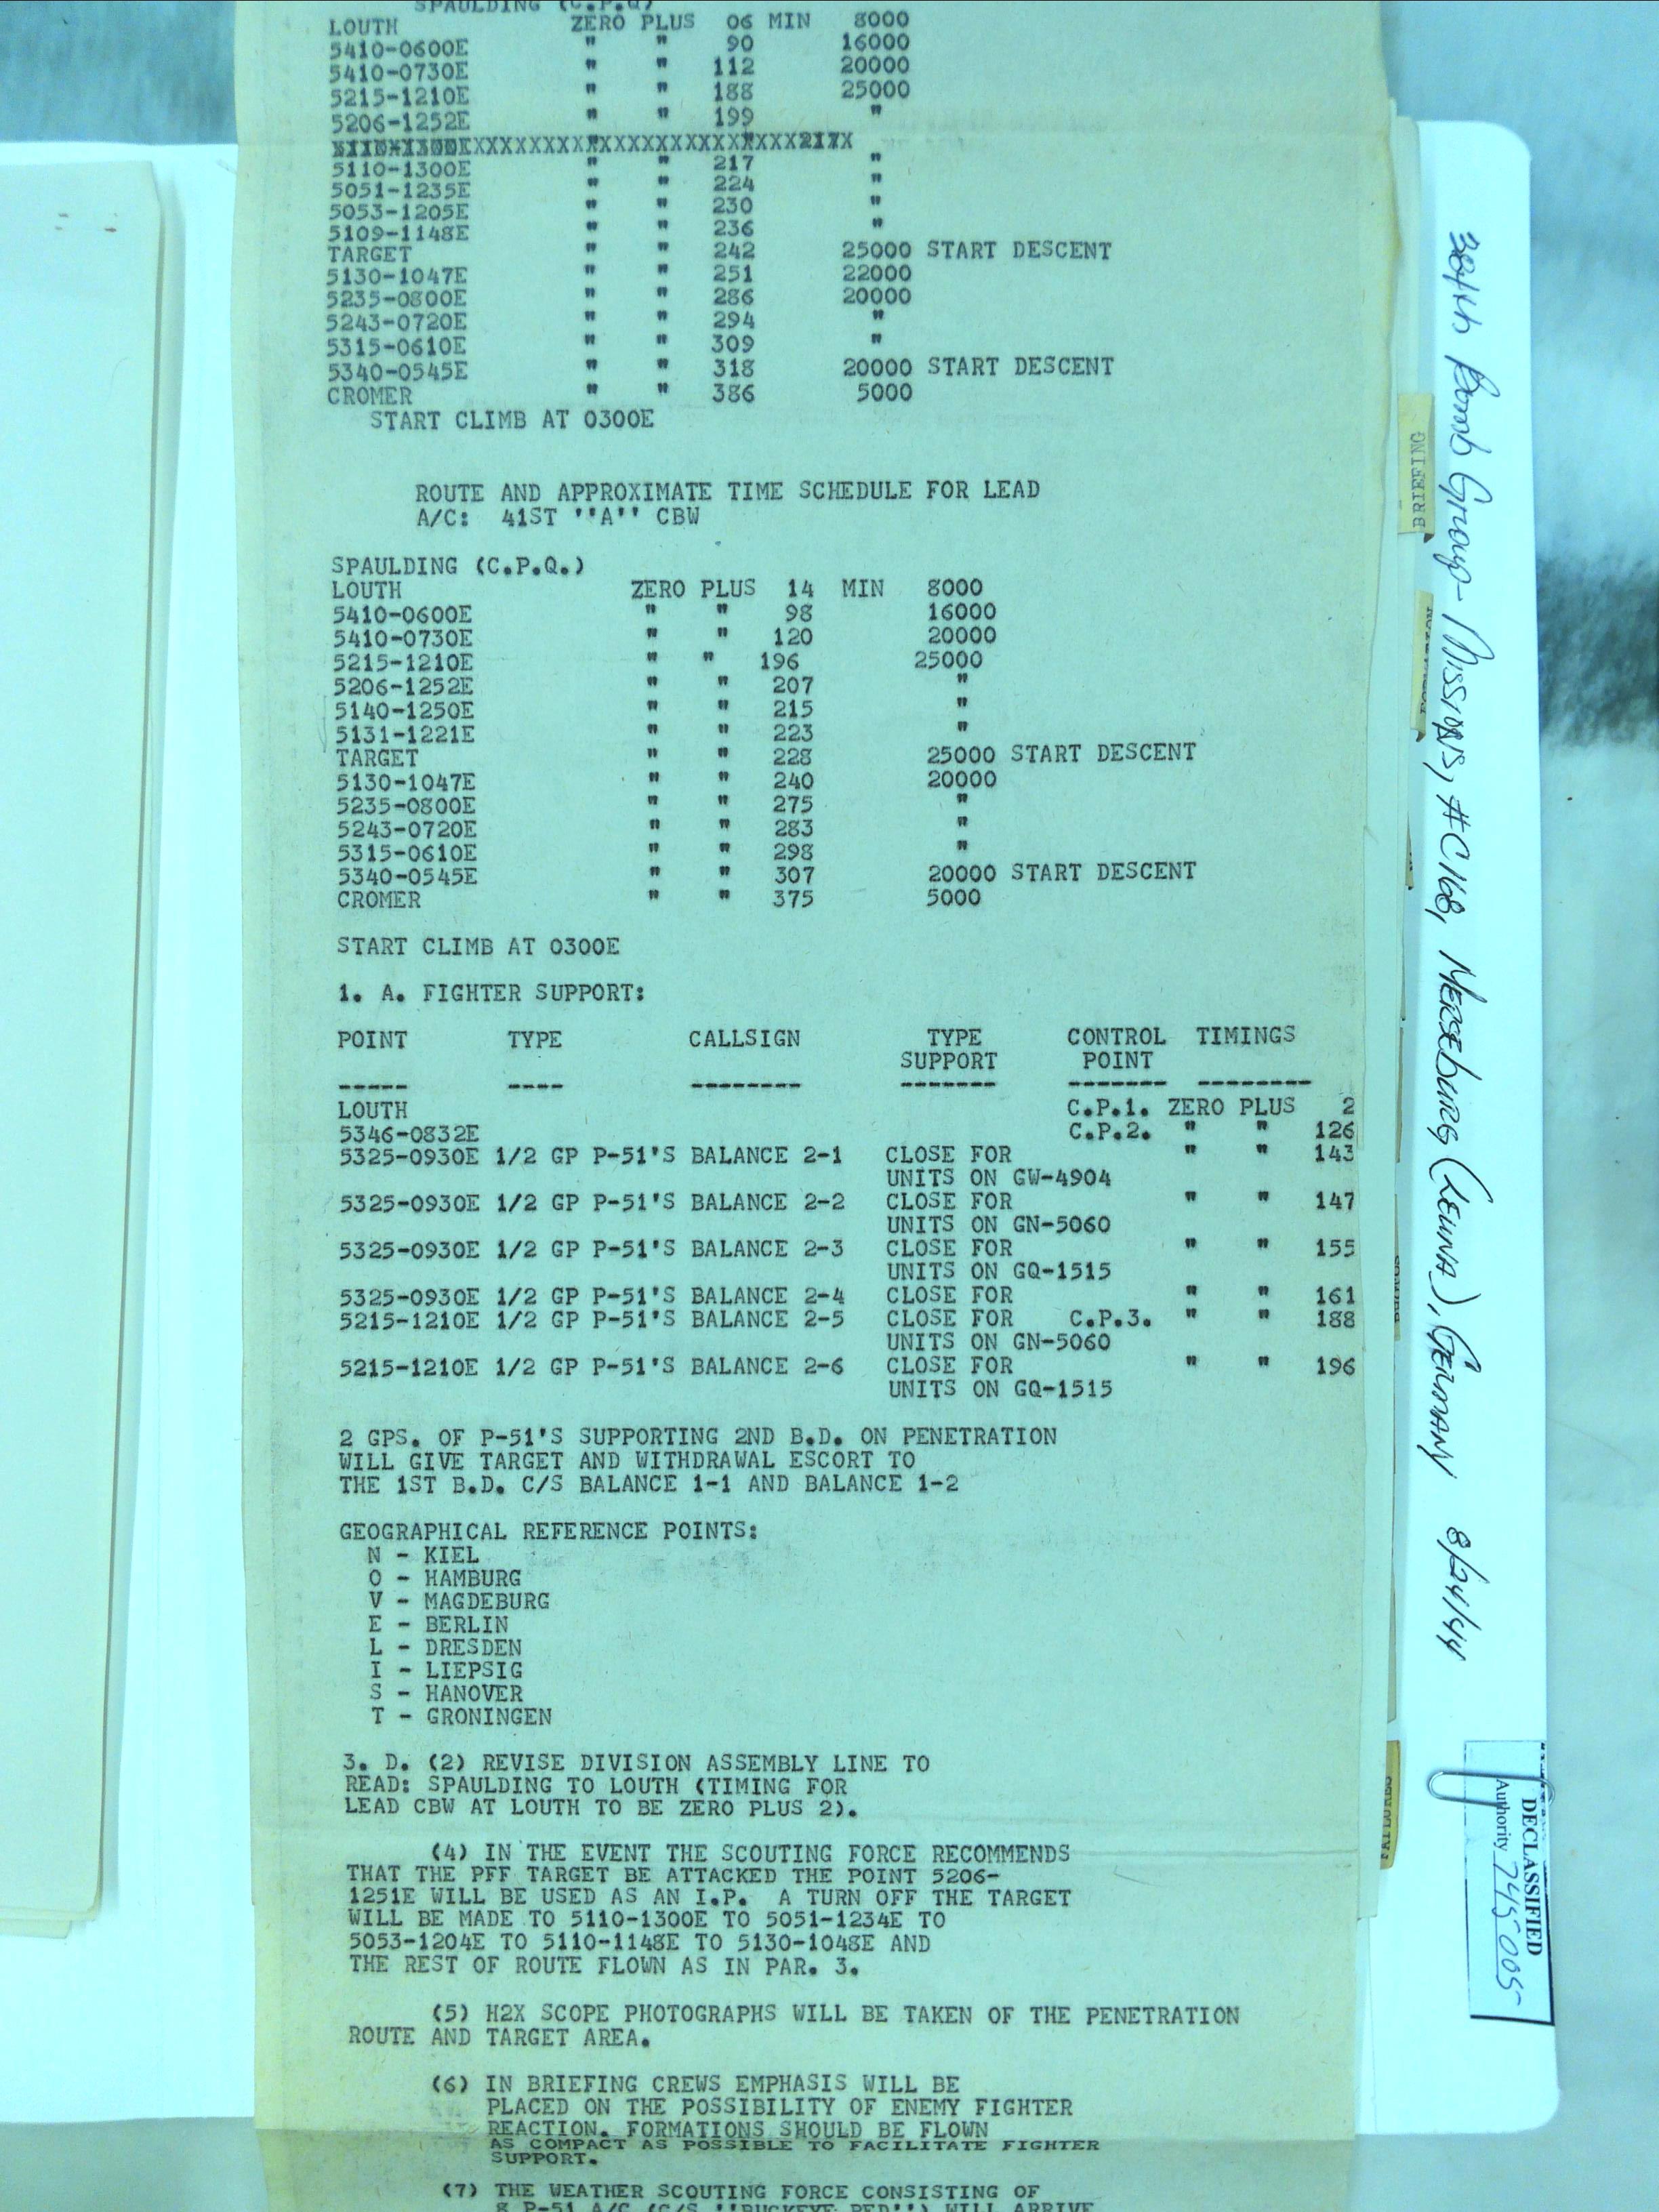 SPAULDING (C.P.Q)
LOUTH ZERO PLUS 06 MIN 8000
5410-0600E " " 90 16000
5410-0730E " " 112 20000
5215-1210E " " 188 25000
5206-1252E " " 199 "
5110-1300E " " 217 "
5051-1235E " " 224 "
5053-1205E " " 230 "
5109-1148E " " 236 "
TARGET " " 242 25000 START DESCENT
5130-1047E " " 251 22000
5235-0800E " " 286 20000
5243-0720E " " 294 "
5315-0610E " " 309 "
5340-0545E " " 318 20000 START DESCENT
CROMER " " 386 5000
START CLIMB AT 0300E
ROUTE AND APPROXIMATE TIME SCHEDULE FOR LEAD
A/C: 41ST ''A'' CBW
SPAULDING (C.P.Q.)
LOUTH ZERO PLUS 14 MIN 8000
5410-0600E " " 98 16000
5410-0730E " " 120 20000
5215-1210E " " 196 25000
5206-1252E " " 207 "
5140-1250E " " 215 "
5131-1221E " " 223 "
TARGET " " 228 25000 START DESCENT
5130-1047E " " 240 20000
5235-0800E " " 275 "
5243-0720E " " 283 "
5315-0610E " " 298 "
5340-0545E " " 307 20000 START DESCENT
CROMER " " 375 5000
START CLIMB AT 0300E
1. A. FIGHTER SUPPORT:
POINT TYPE CALLSIGN TYPE CONTROL TIMINGS
SUPPORT POINT
----- ---- -------- ------- ------- --------
LOUTH C.P.1. ZERO PLUS 2
5346-0832E C.P.2. " " 126
5325-0930E 1/2 GP P-51'S BALANCE 2-1 CLOSE FOR " " 143
UNITS ON GW-4904
5325-0930E 1/2 GP P-51'S BALANCE 2-2 CLOSE FOR " " 147
UNITS ON GN-5060
5325-0930E 1/2 GP P-51'S BALANCE 2-3 CLOSE FOR " " 155
UNITS ON GQ-1515
5325-0930E 1/2 GP P-51'S BALANCE 2-4 CLOSE FOR " " 161
5215-1210E 1/2 GP P-51'S BALANCE 2-5 CLOSE FOR C.P.3. " " 188
UNITS ON GN-5060
5215-1210E 1/2 GP P-51'S BALANCE 2-6 CLOSE FOR " " 196
UNITS ON GQ-1515
2 GPS. OF P-51'S SUPPORTING 2ND B.D. ON PENETRATION
WILL GIVE TARGET AND WITHDRAWAL ESCORT TO
THE 1ST B.D. C/S BALANCE 1-1 AND BALANCE 1-2
GEOGRAPHICAL REFERENCE POINTS:
N - KIEL
O - HAMBURG
V - MAGDEBURG
E - BERLIN
L - DRESDEN
I - LIEPSIG
S - HANOVER
T - GRONINGEN
3. D. (2) REVISE DIVISION ASSEMBLY LINE TO
READ: SPAULDING TO LOUTH (TIMING FOR
LEAD CBW AT LOUTH TO BE ZERO PLUS 2).
(4) IN THE EVENT THE SCOUTING FORCE RECOMMENDS
THAT THE PFF TARGET BE ATTACKED THE POINT 5206-
1251E WILL BE USED AS AN I.P. A TURN OFF THE TARGET
WILL BE MADE TO 5110-1300E TO 5051-1234E TO
5053-1204E TO 5110-1148E TO 5130-1048E AND
THE REST OF ROUTE FLOWN AS IN PAR. 3.
(5) H2X SCOPE PHOTOGRAPHS WILL BE TAKEN OF THE PENETRATION
ROUTE AND TARGET AREA.
(6) IN BRIEFING CREWS EMPHASIS WILL BE
PLACED ON THE POSSIBILITY OF ENEMY FIGHTER
REACTION. FORMATIONS SHOULD BE FLOWN
AS COMPACT AS POSSIBLE TO FACILITATE FIGHTER
SUPPORT.
(7) THE WEATHER SCOUTING FORCE CONSISTING OF
8 P-51 A/C (C/S ''BUCKEYE RED'') WILL ARRIVE
BRIEFING
FAILURES
384th Bomb Group - Missions, #C168, Merseburg (Leuna), Germany 8/24/44
DECLASSIFIED
Authority 745005